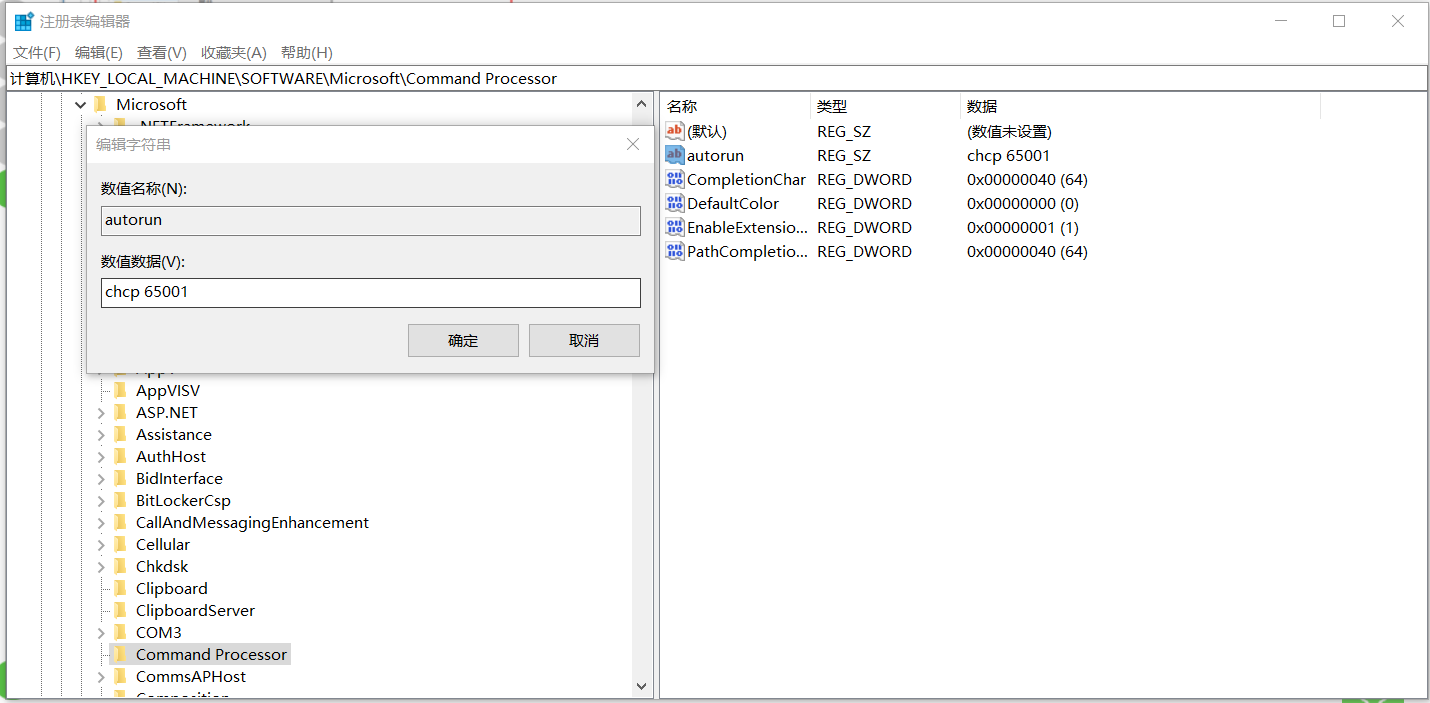 注册表编辑器
文件(F) 编辑(E) 查看(V) 收藏夹(A) 帮助(H)
计算机\HKEY_LOCAL_MACHINE\SOFTWARE\Microsoft\Command Processor
Microsoft
.NETFramework
编辑字符串
数值名称(N):
autorun
数值数据(V):
chcp 65001
确定 取消
AppV
AppVISV
ASP.NET
Assistance
AuthHost
BidInterface
BitLockerCsp
CallAndMessagingEnhancement
Cellular
Chkdsk
Clipboard
ClipboardServer
COM3
Command Processor
CommsAPHost
Composition
名称 类型 数据
(默认) REG_SZ (数值未设置)
autorun REG_SZ chcp 65001
CompletionChar REG_DWORD 0x00000040 (64)
DefaultColor REG_DWORD 0x00000000 (0)
EnableExtensio... REG_DWORD 0x00000001 (1)
PathCompletio... REG_DWORD 0x00000040 (64)